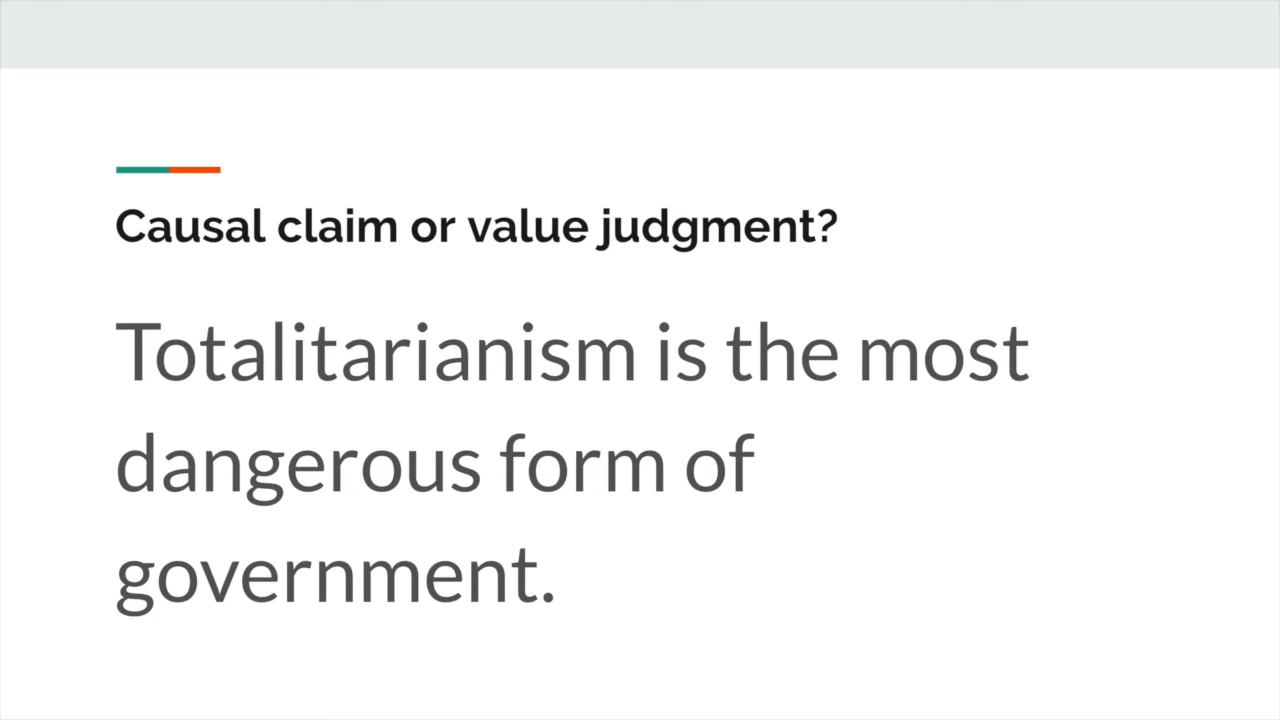 Causal claim or value judgment?
Totalitarianism is the most
dangerous form of
government.